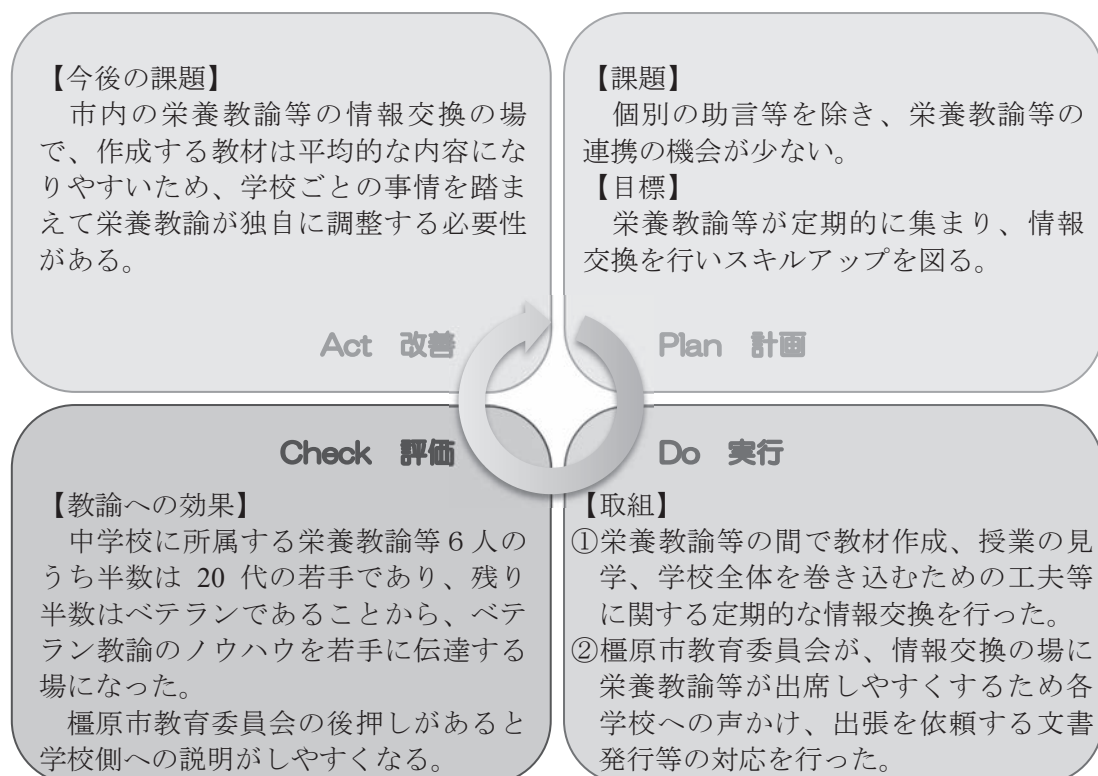 【今後の課題】
市内の栄養教諭等の情報交換の場
で、作成する教材は平均的な内容にな
りやすいため、学校ごとの事情を踏ま
えて栄養教諭が独自に調整する必要性
がある。
Act 改善
【課題】
個別の助言等を除き、栄養教諭等の
連携の機会が少ない。
【目標】
栄養教諭等が定期的に集まり、情報
交換を行いスキルアップを図る。
Plan 計画
Check 評価
【教諭への効果】
中学校に所属する栄養教諭等6人の
うち半数は 20 代の若手であり、残り
半数はベテランであることから、ベテ
ラン教諭のノウハウを若手に伝達する
場になった。
橿原市教育委員会の後押しがあると
学校側への説明がしやすくなる。
Do 実行
【取組】
①栄養教諭等の間で教材作成、授業の見
学、学校全体を巻き込むための工夫等
に関する定期的な情報交換を行った。
②橿原市教育委員会が、情報交換の場に
栄養教諭等が出席しやすくするため各
学校への声かけ、出張を依頼する文書
発行等の対応を行った。